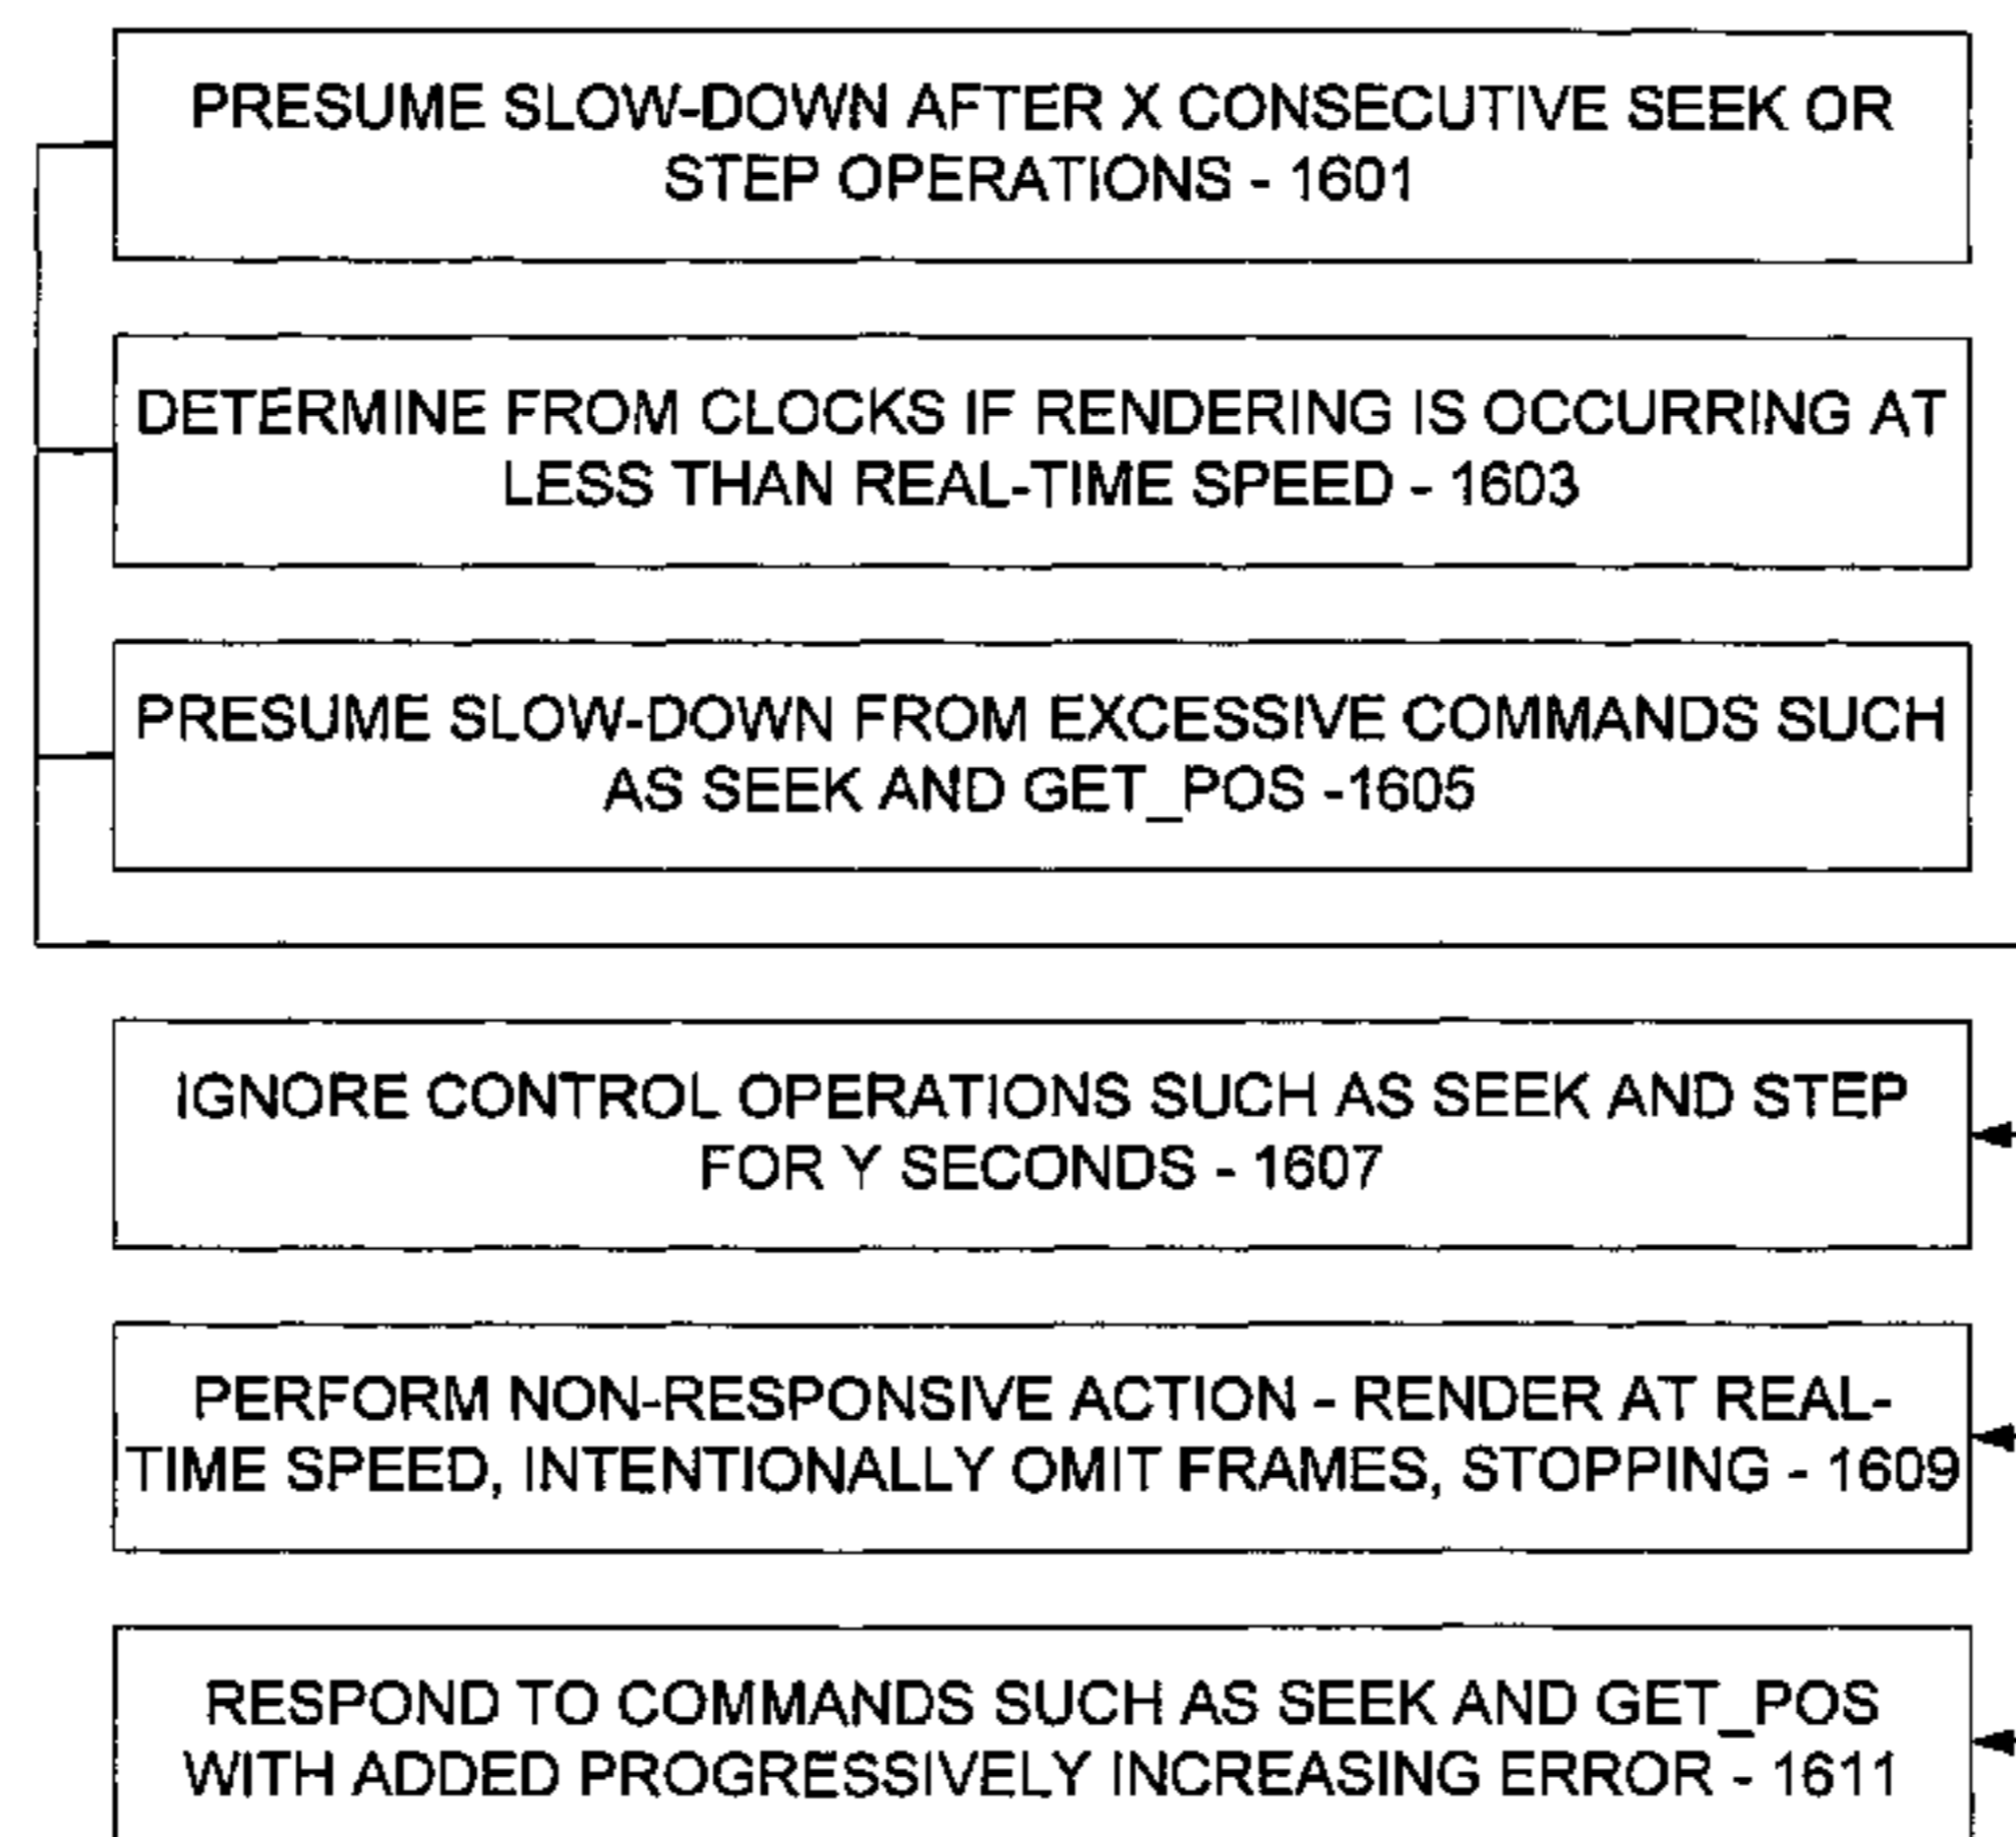 PRESUME SLOW-DOWN AFTER X CONSECUTIVE SEEK OR
STEP OPERATIONS - 1601
DETERMINE FROM CLOCKS IF RENDERING IS OCCURRING AT
LESS THAN REAL-TIME SPEED - 1603
PRESUME SLOW-DOWN FROM EXCESSIVE COMMANDS SUCH
AS SEEK AND GET_POS -1605
IGNORE CONTROL OPERATIONS SUCH AS SEEK AND STEP
FOR Y SECONDS - 1607
PERFORM NON-RESPONSIVE ACTION - RENDER AT REAL-
TIME SPEED, INTENTIONALLY OMIT FRAMES, STOPPING - 1609
RESPOND TO COMMANDS SUCH AS SEEK AND GET_POS
WITH ADDED PROGRESSIVELY INCREASING ERROR - 1611